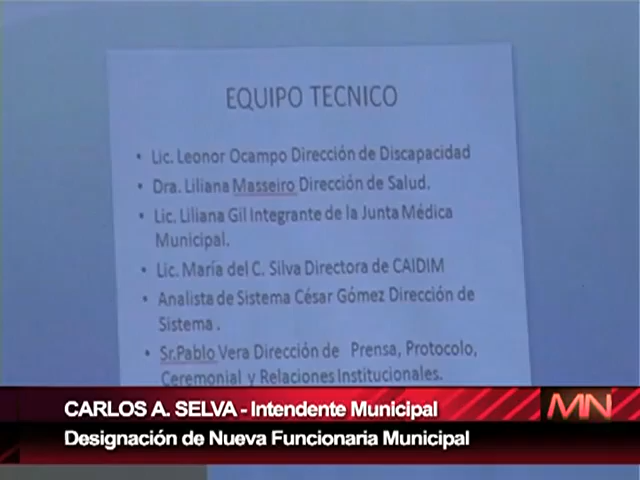 EQUIPO TECNICO
• Lic. Leonor Ocampo Dirección de Discapacidad
• Dra. Liliana Masseiro Dirección de Salud.
• Lic. Liliana Gil Integrante de la Junta Médica
Municipal.
• Lic. María del C. Silva Directora de CAIDIM
• Analista de Sistema César Gómez Dirección de
Sistema .
• Sr.Pablo Vera Dirección de Prensa, Protocolo,
Ceremonial y Relaciones Institucionales.
CARLOS A. SELVA - Intendente Municipal
MN
Designación de Nueva Funcionaria Municipal